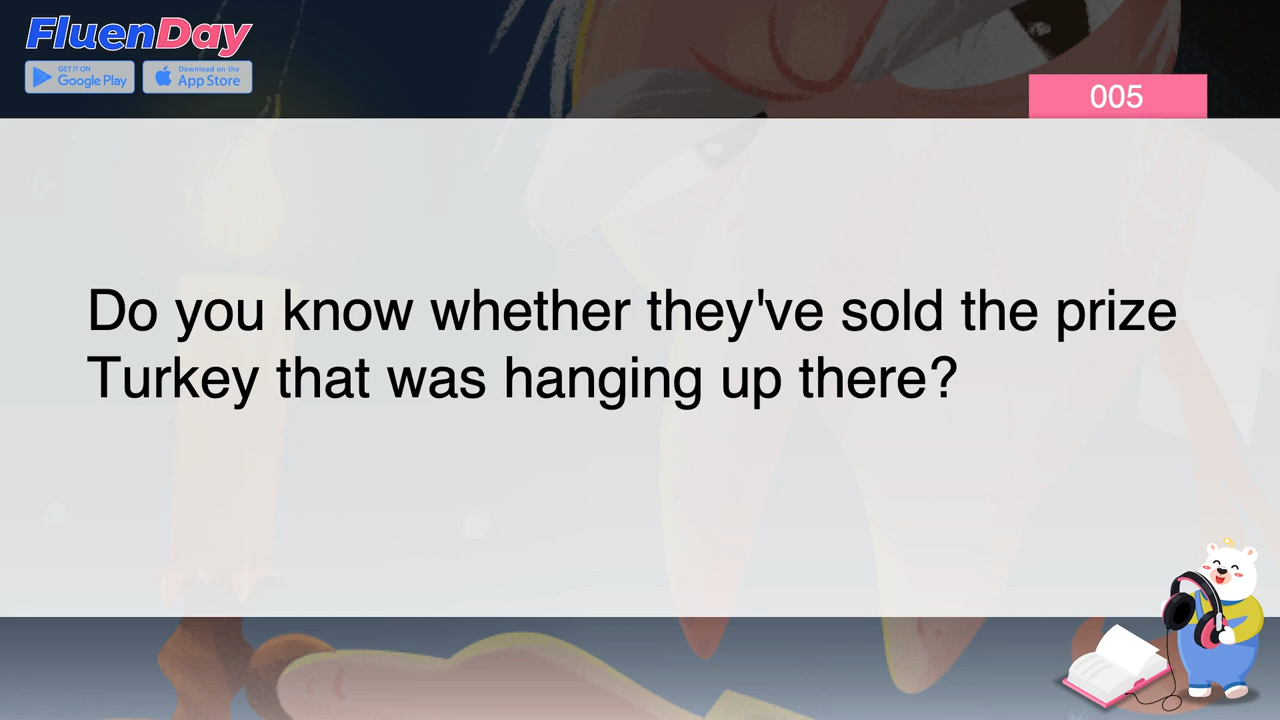 FluenDay
GET IT ON
Google Play
Download on the
App Store
005
Do you know whether they've sold the prize
Turkey that was hanging up there?